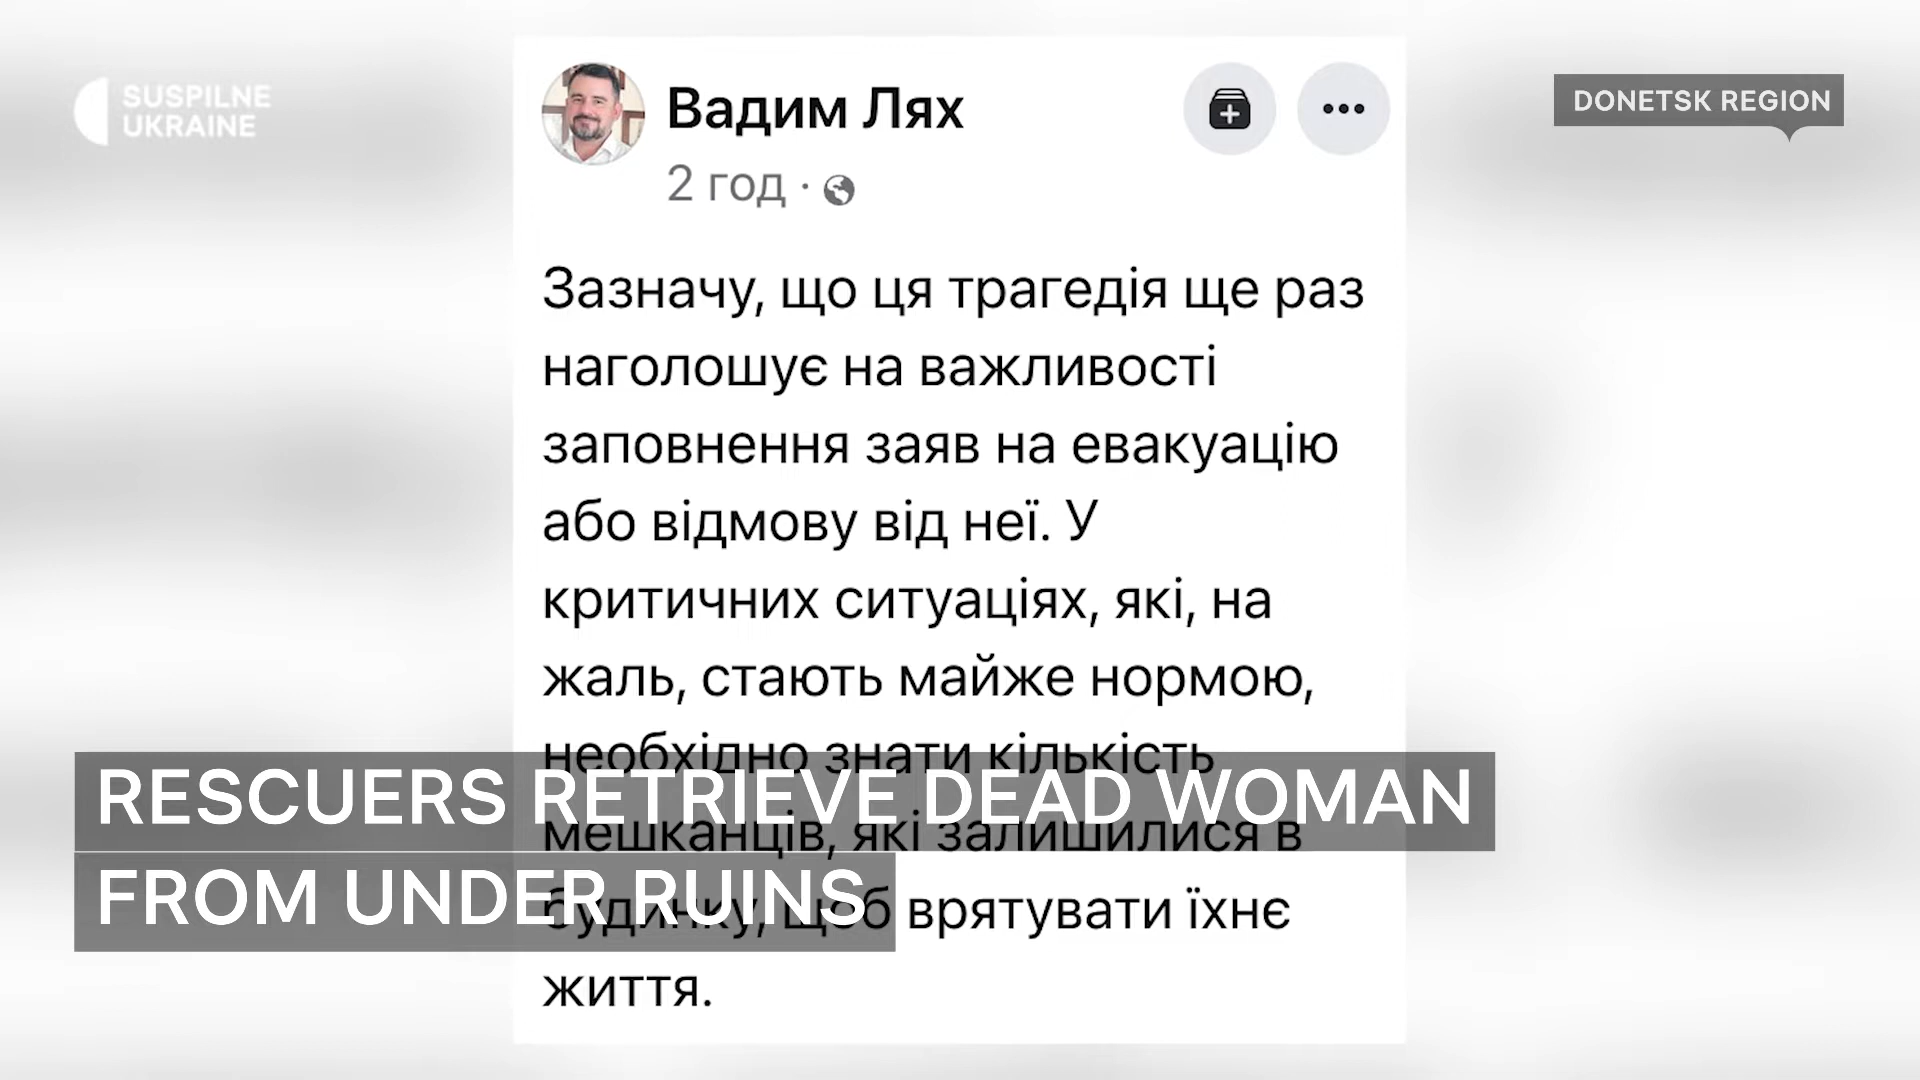 SUSPILNE
UKRAINE
DONETSK REGION
Вадим Лях
2 год ·
Зазначу, що ця трагедія ще раз
наголошує на важливості
заповнення заяв на евакуацію
або відмову від неї. У
критичних ситуаціях, які, на
жаль, стають майже нормою,
необхідно знати кількість
мешканців, які залишилися в
будинку, щоб врятувати їхнє
життя.
RESCUERS RETRIEVE DEAD WOMAN
FROM UNDER RUINS